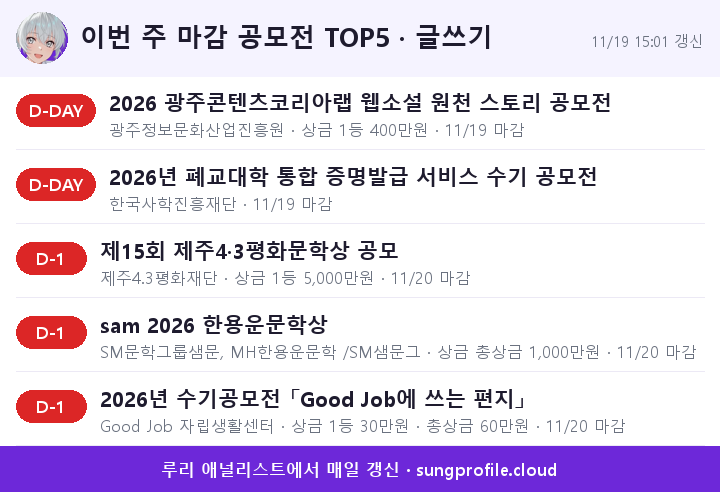 이번 주 마감 공모전 TOP5 · 글쓰기
11/19 15:01 갱신
D-DAY
2026 광주콘텐츠코리아랩 웹소설 원천 스토리 공모전
광주정보문화산업진흥원 · 상금 1등 400만원 · 11/19 마감
D-DAY
2026년 폐교대학 통합 증명발급 서비스 수기 공모전
한국사학진흥재단 · 11/19 마감
D-1
제15회 제주4·3평화문학상 공모
제주4.3평화재단 · 상금 1등 5,000만원 · 11/20 마감
D-1
sam 2026 한용운문학상
SM문학그룹샘문, MH한용운문학 /SM샘문그 · 상금 총상금 1,000만원 · 11/20 마감
D-1
2026년 수기공모전 「Good Job에 쓰는 편지」
Good Job 자립생활센터 · 상금 1등 30만원 · 총상금 60만원 · 11/20 마감
루리 애널리스트에서 매일 갱신 · sungprofile.cloud